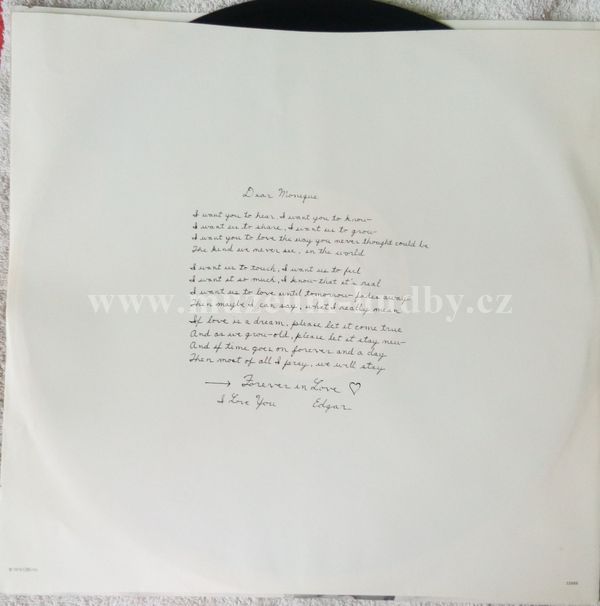 Dear Monique
I want you to hear, I want you to know
I want us to share, I want us to grow
I want you to love the way you never thought could be
The kind we never see, in the world
I want us to touch, I want us to feel
I want it so much, I know that it's real
I want us to love until tomorrow fades away
www.muzeum-hudby.cz
Then maybe I can say, what I really mean
If love is a dream, please let it come true
And as we grow old, please let it stay new
And if time goes on forever and a day
Then most of all I pray, we will stay
→ Forever in Love ♡
I Love You Edgar